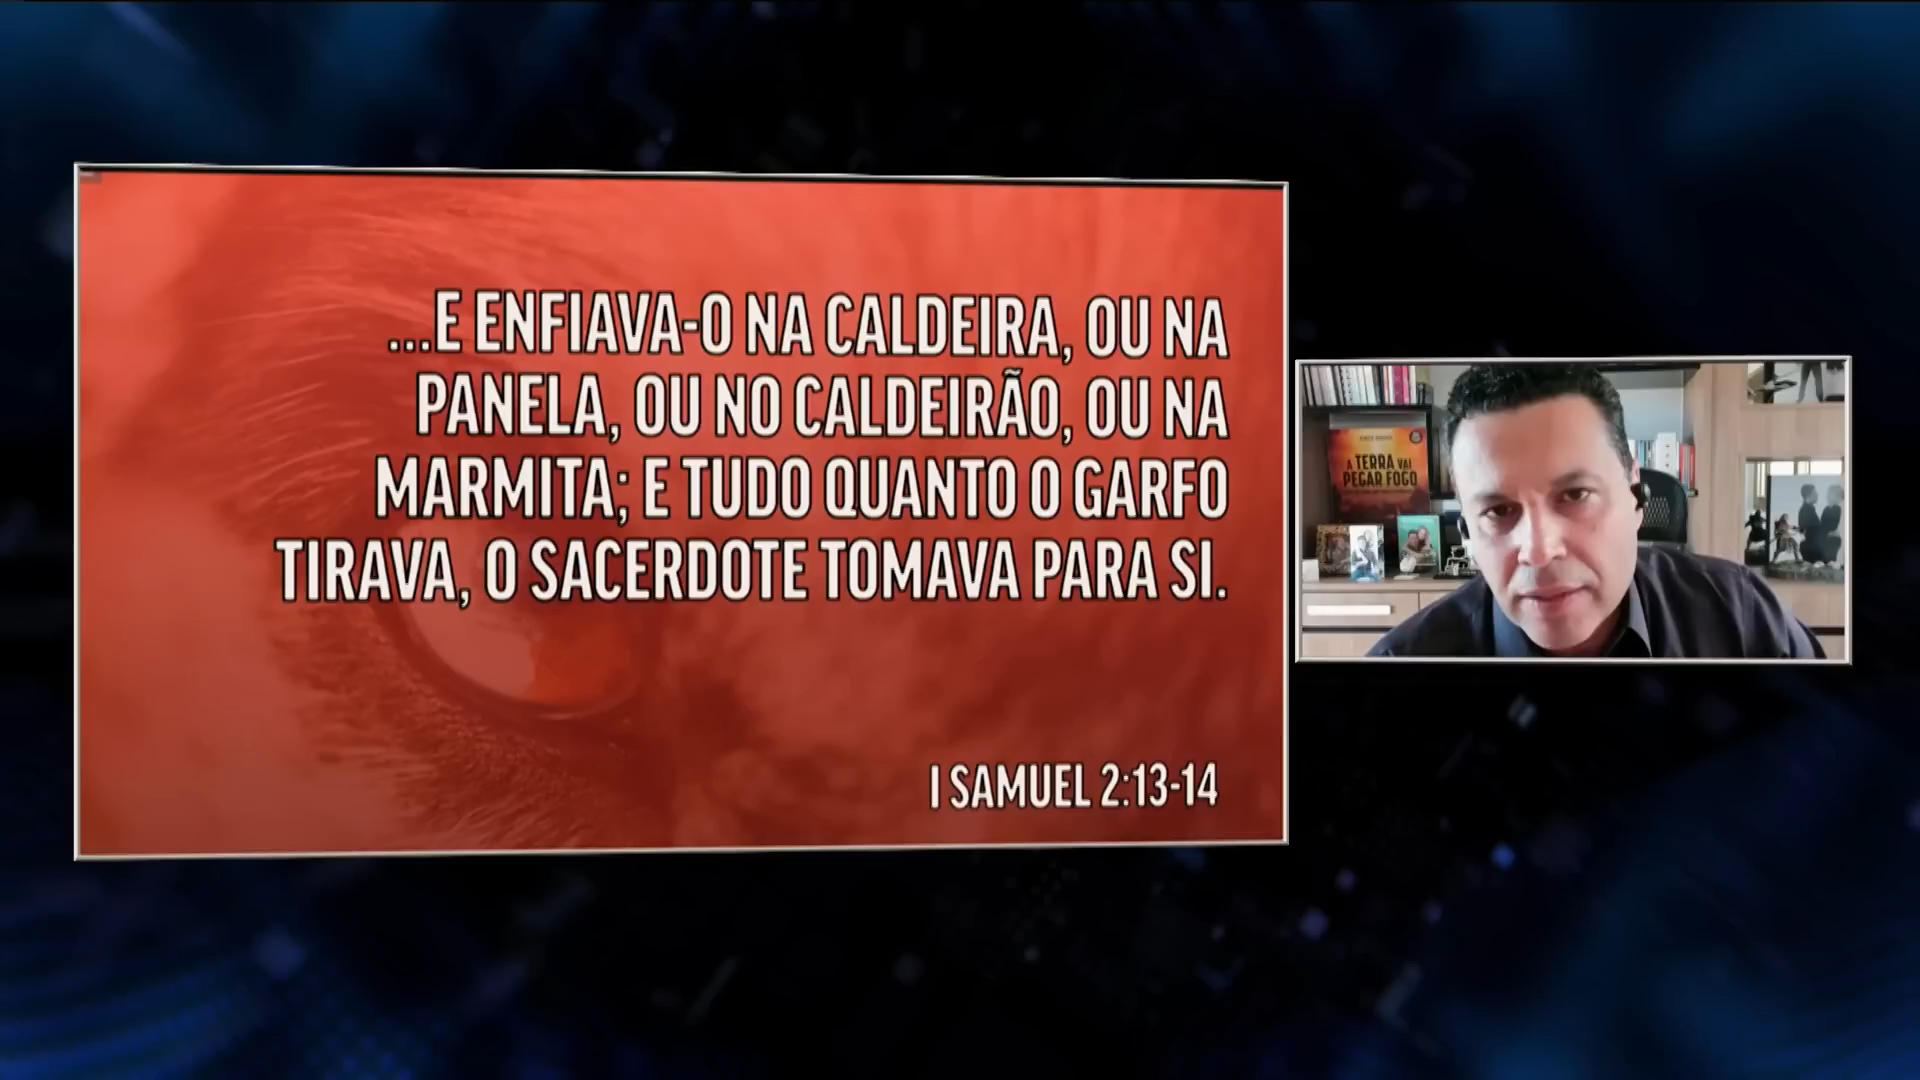 ...E ENFIAVA-O NA CALDEIRA, OU NA
PANELA, OU NO CALDEIRÃO, OU NA
MARMITA; E TUDO QUANTO O GARFO
TIRAVA, O SACERDOTE TOMAVA PARA SI.
I SAMUEL 2:13-14
A TERRA VAI
PEGAR FOGO